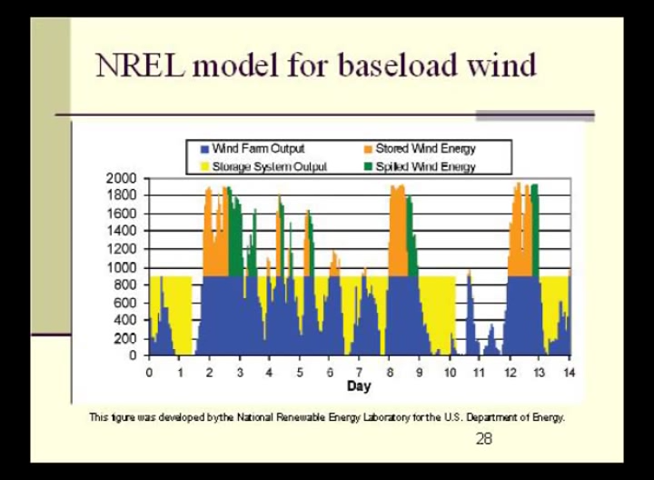 NREL model for baseload wind
Wind Farm Output Stored Wind Energy
Storage System Output Spilled Wind Energy
2000
1800
1600
1400
1200
1000
800
600
400
200
0
0 1 2 3 4 5 6 7 8 9 10 11 12 13 14
Day
This figure was developed by the National Renewable Energy Laboratory for the U.S. Department of Energy.
28